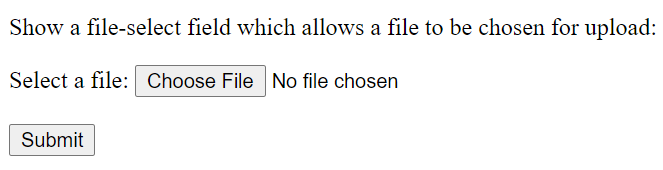 Show a file-select field which allows a file to be chosen for upload:
Select a file: Choose File No file chosen
Submit